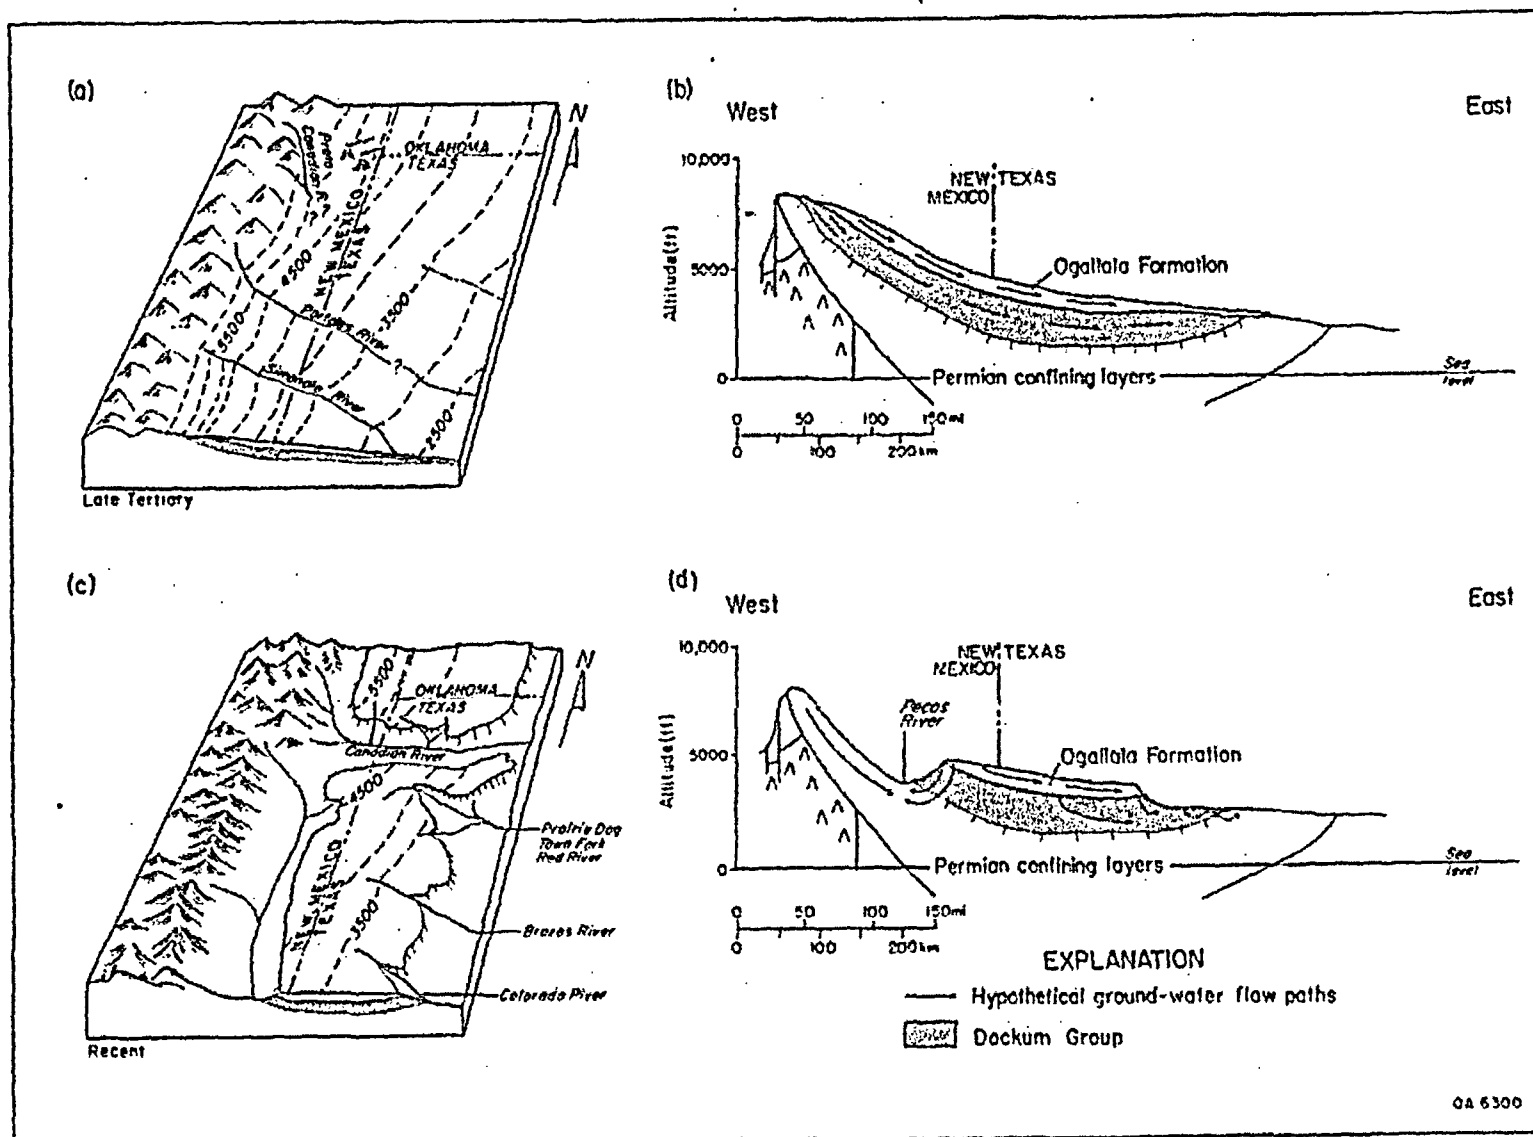 (a)
N
Canadian R.
OKLAHOMA
TEXAS
NEW MEXICO
TEXAS
4500
5500
3500
Portales River
?
Simanola River
2500
Late Tertiary
(b)
West
East
10,000
5000
0
Altitude (ft)
NEW TEXAS
MEXICO
Ogallala Formation
Permian confining layers
Sea
level
0 50 100 150 mi
0 100 200 km
(c)
N
5500
OKLAHOMA
TEXAS
Canadian River
4500
NEW MEXICO
TEXAS
3500
Prairie Dog
Town Fork
Red River
Brazos River
Colorado River
Recent
(d)
West
East
10,000
5000
0
Altitude (ft)
Pecos
River
NEW TEXAS
MEXICO
Ogallala Formation
Permian confining layers
Sea
level
0 50 100 150 mi
0 100 200 km
EXPLANATION
Hypothetical ground-water flow paths
Dockum Group
QA 6300